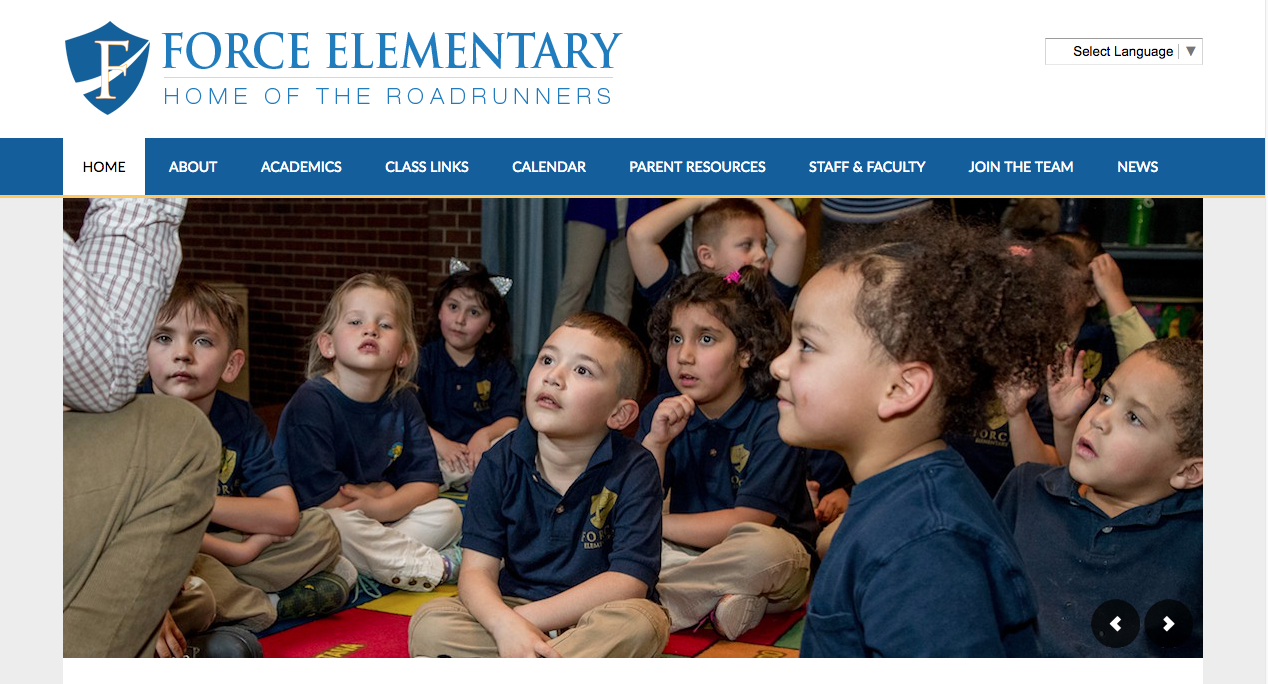 F
FORCE ELEMENTARY
HOME OF THE ROADRUNNERS
Select Language ▼
HOME
ABOUT
ACADEMICS
CLASS LINKS
CALENDAR
PARENT RESOURCES
STAFF & FACULTY
JOIN THE TEAM
NEWS
FORCE
FORCE